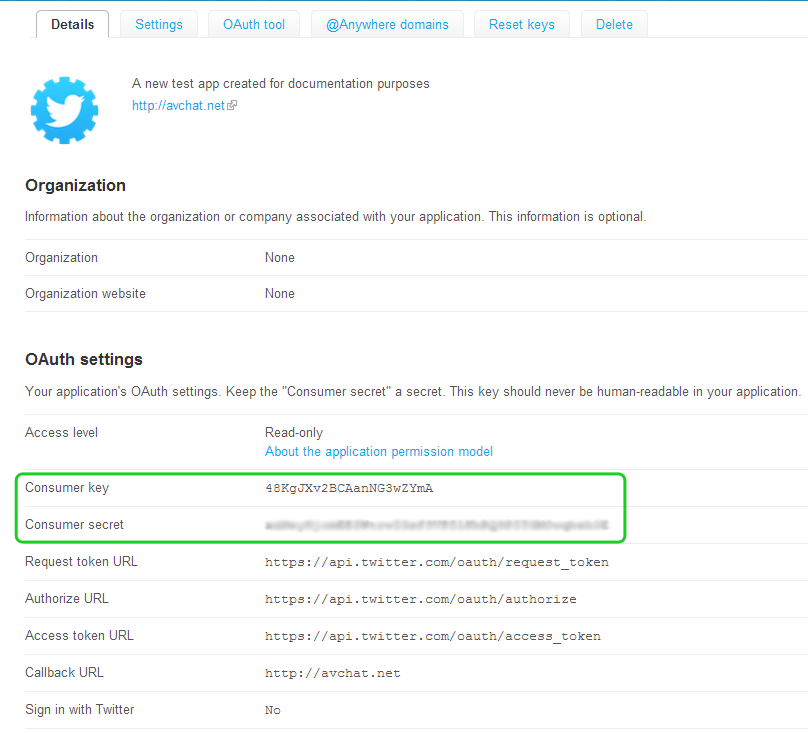 Details Settings OAuth tool @Anywhere domains Reset keys Delete
A new test app created for documentation purposes
http://avchat.net
Organization
Information about the organization or company associated with your application. This information is optional.
Organization None
Organization website None
OAuth settings
Your application's OAuth settings. Keep the "Consumer secret" a secret. This key should never be human-readable in your application.
Access level Read-only
About the application permission model
Consumer key 48KgJXv2BCAanNG3wZYmA
Consumer secret
Request token URL https://api.twitter.com/oauth/request_token
Authorize URL https://api.twitter.com/oauth/authorize
Access token URL https://api.twitter.com/oauth/access_token
Callback URL http://avchat.net
Sign in with Twitter No